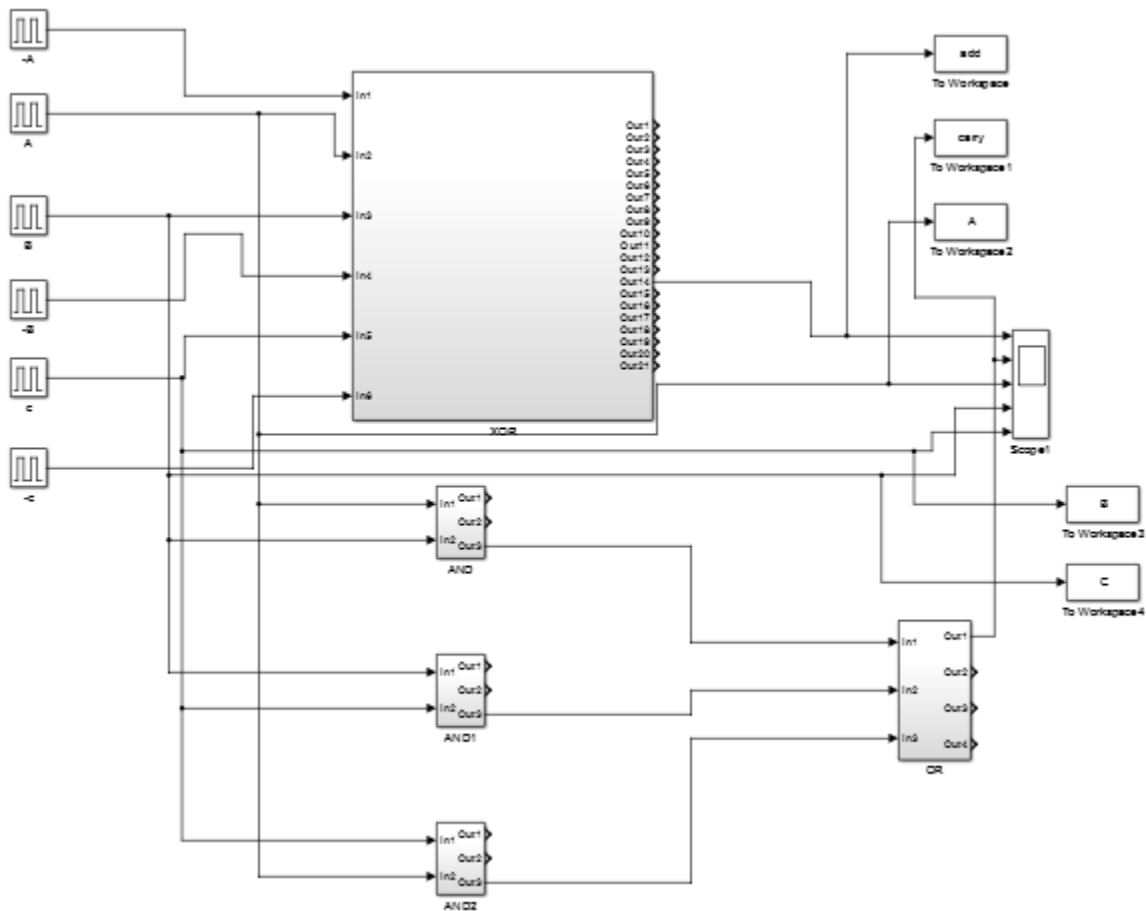 -A
A
B
-B
c
-c
In1
In2
In3
In4
In5
In6
Out1
Out2
Out3
Out4
Out5
Out6
Out7
Out8
Out9
Out10
Out11
Out12
Out13
Out14
Out15
Out16
Out17
Out18
Out19
Out20
Out21
XOR
add
To Workspace
carry
To Workspace1
A
To Workspace2
Scope1
B
To Workspace3
C
To Workspace4
In1
In2
Out1
Out2
Out3
AND
In1
In2
Out1
Out2
Out3
AND1
In1
In2
Out1
Out2
Out3
AND2
In1
In2
In3
Out1
Out2
Out3
Out4
OR